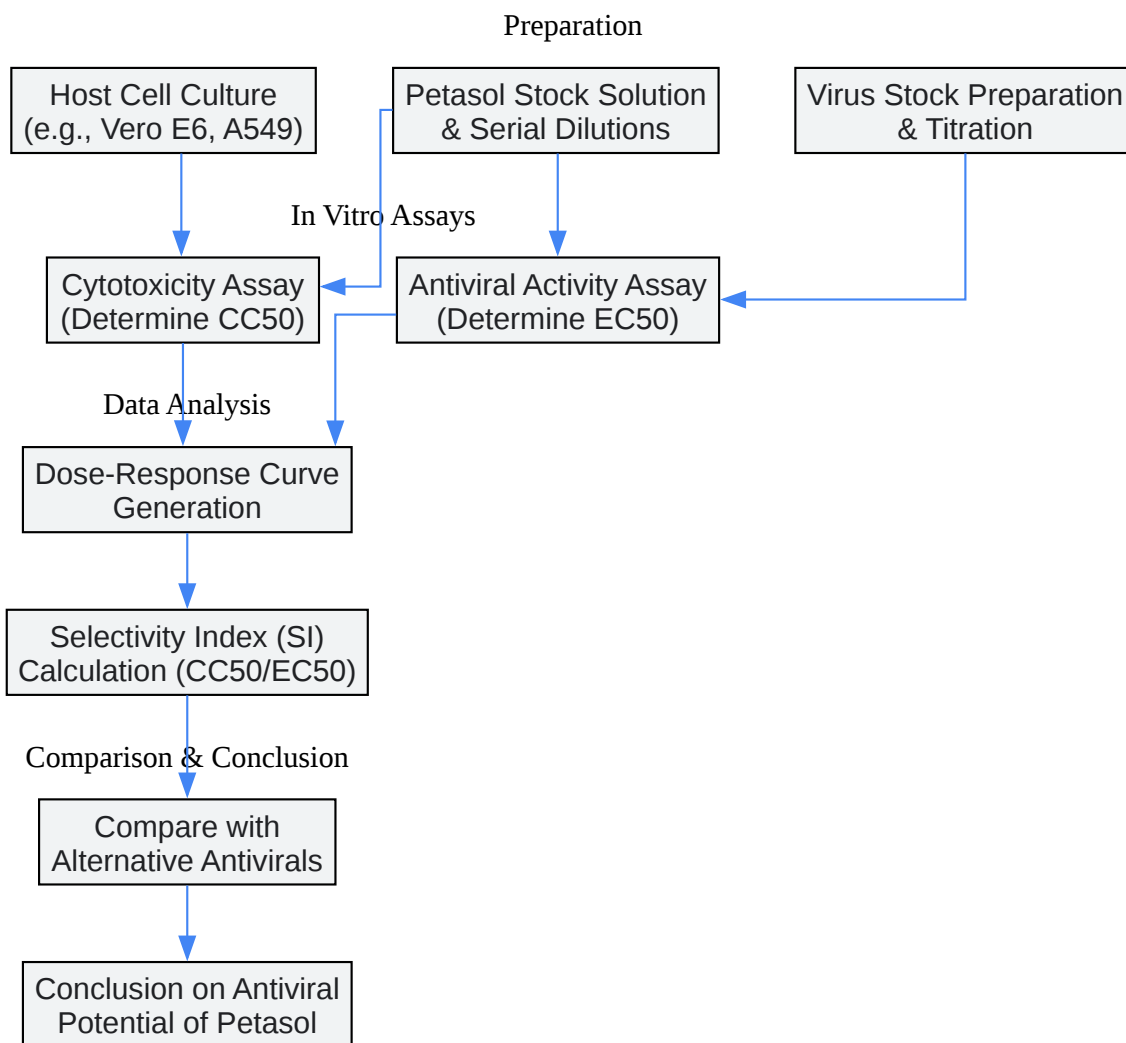 Preparation
Host Cell Culture
(e.g., Vero E6, A549)
Petasol Stock Solution
& Serial Dilutions
Virus Stock Preparation
& Titration
In Vitro Assays
Cytotoxicity Assay
(Determine CC50)
Antiviral Activity Assay
(Determine EC50)
Data Analysis
Dose-Response Curve
Generation
Selectivity Index (SI)
Calculation (CC50/EC50)
Comparison & Conclusion
Compare with
Alternative Antivirals
Conclusion on Antiviral
Potential of Petasol